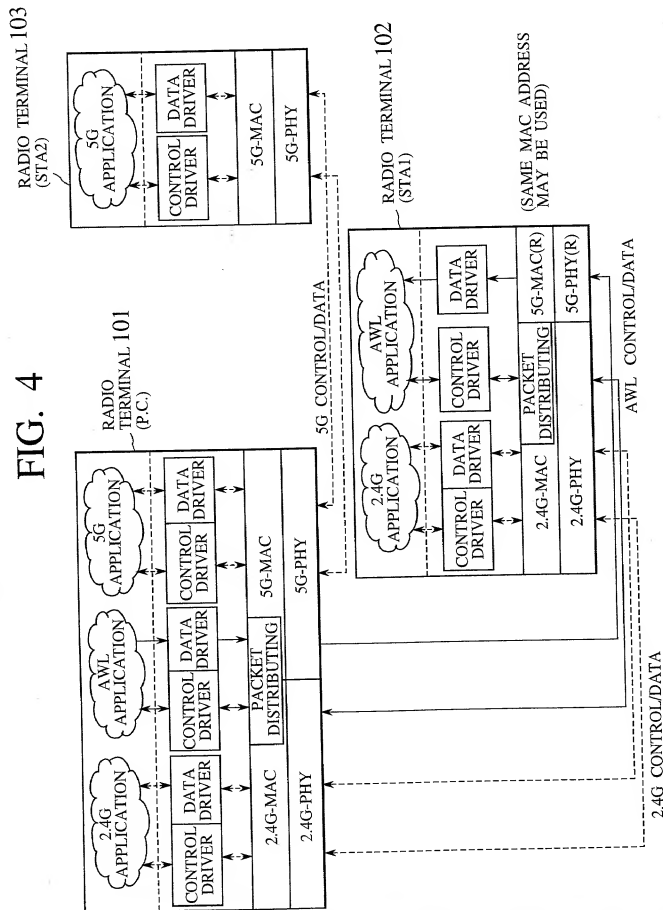 FIG. 4
RADIO
TERMINAL 101
(P.C.)
2.4G
APPLICATION
AWL
APPLICATION
5G
APPLICATION
CONTROL
DRIVER
DATA
DRIVER
CONTROL
DRIVER
DATA
DRIVER
CONTROL
DRIVER
DATA
DRIVER
2.4G-MAC
PACKET
DISTRIBUTING
5G-MAC
2.4G-PHY
5G-PHY
RADIO TERMINAL 103
(STA2)
5G
APPLICATION
CONTROL
DRIVER
DATA
DRIVER
5G-MAC
5G-PHY
5G CONTROL/DATA
RADIO TERMINAL 102
(STA1)
2.4G
APPLICATION
AWL
APPLICATION
CONTROL
DRIVER
DATA
DRIVER
CONTROL
DRIVER
DATA
DRIVER
2.4G-MAC
PACKET
DISTRIBUTING
5G-MAC(R)
2.4G-PHY
5G-PHY(R)
(SAME MAC ADDRESS
MAY BE USED)
AWL CONTROL/DATA
2.4G CONTROL/DATA